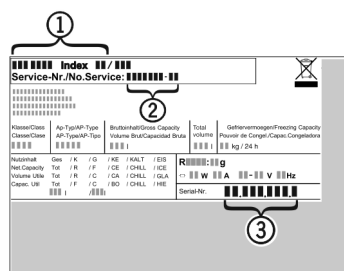 1
Index /
Service-Nr./No.Service: -
2
Klasse/Class Ap-Typ/AP-Type Bruttoinhalt/Gross Capacity Total Gefriervermoegen/Freezing Capacity
Classe/Clase AP-Type/AP-Tipo Volume Brut/Capacidad Bruta volume Pouvoir de Congel./Capac.Congeladora
l l kg / 24 h
Nutzinhalt Ges / K / G / KE / KALT / EIS
Net.Capacity Tot / R / F / CE / CHILL / ICE
Volume Utile Tot / R / C / CA / CHILL / GLA
Capac. Util Tot / F / C / BO / CHILL / HIE
l / l
R : g
W A - V Hz
Serial-Nr. . . .
3